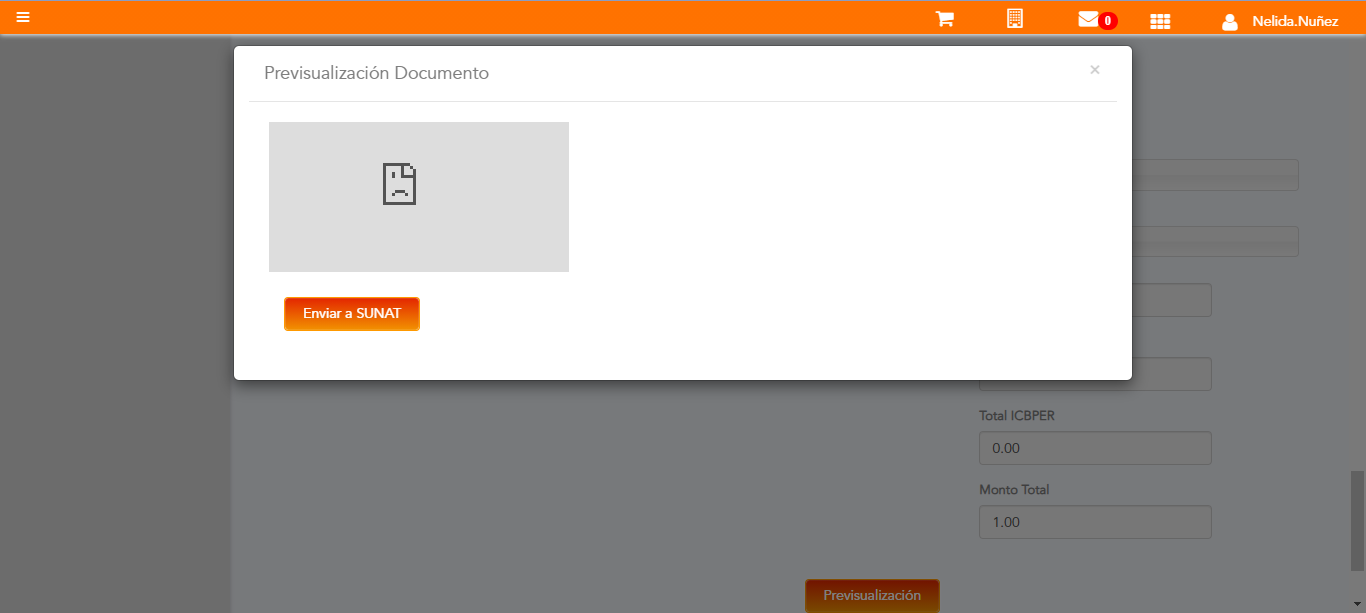 0
Nelida.Nuñez
Previsualización Documento
×
Enviar a SUNAT
Total ICBPER
0.00
Monto Total
1.00
Previsualización